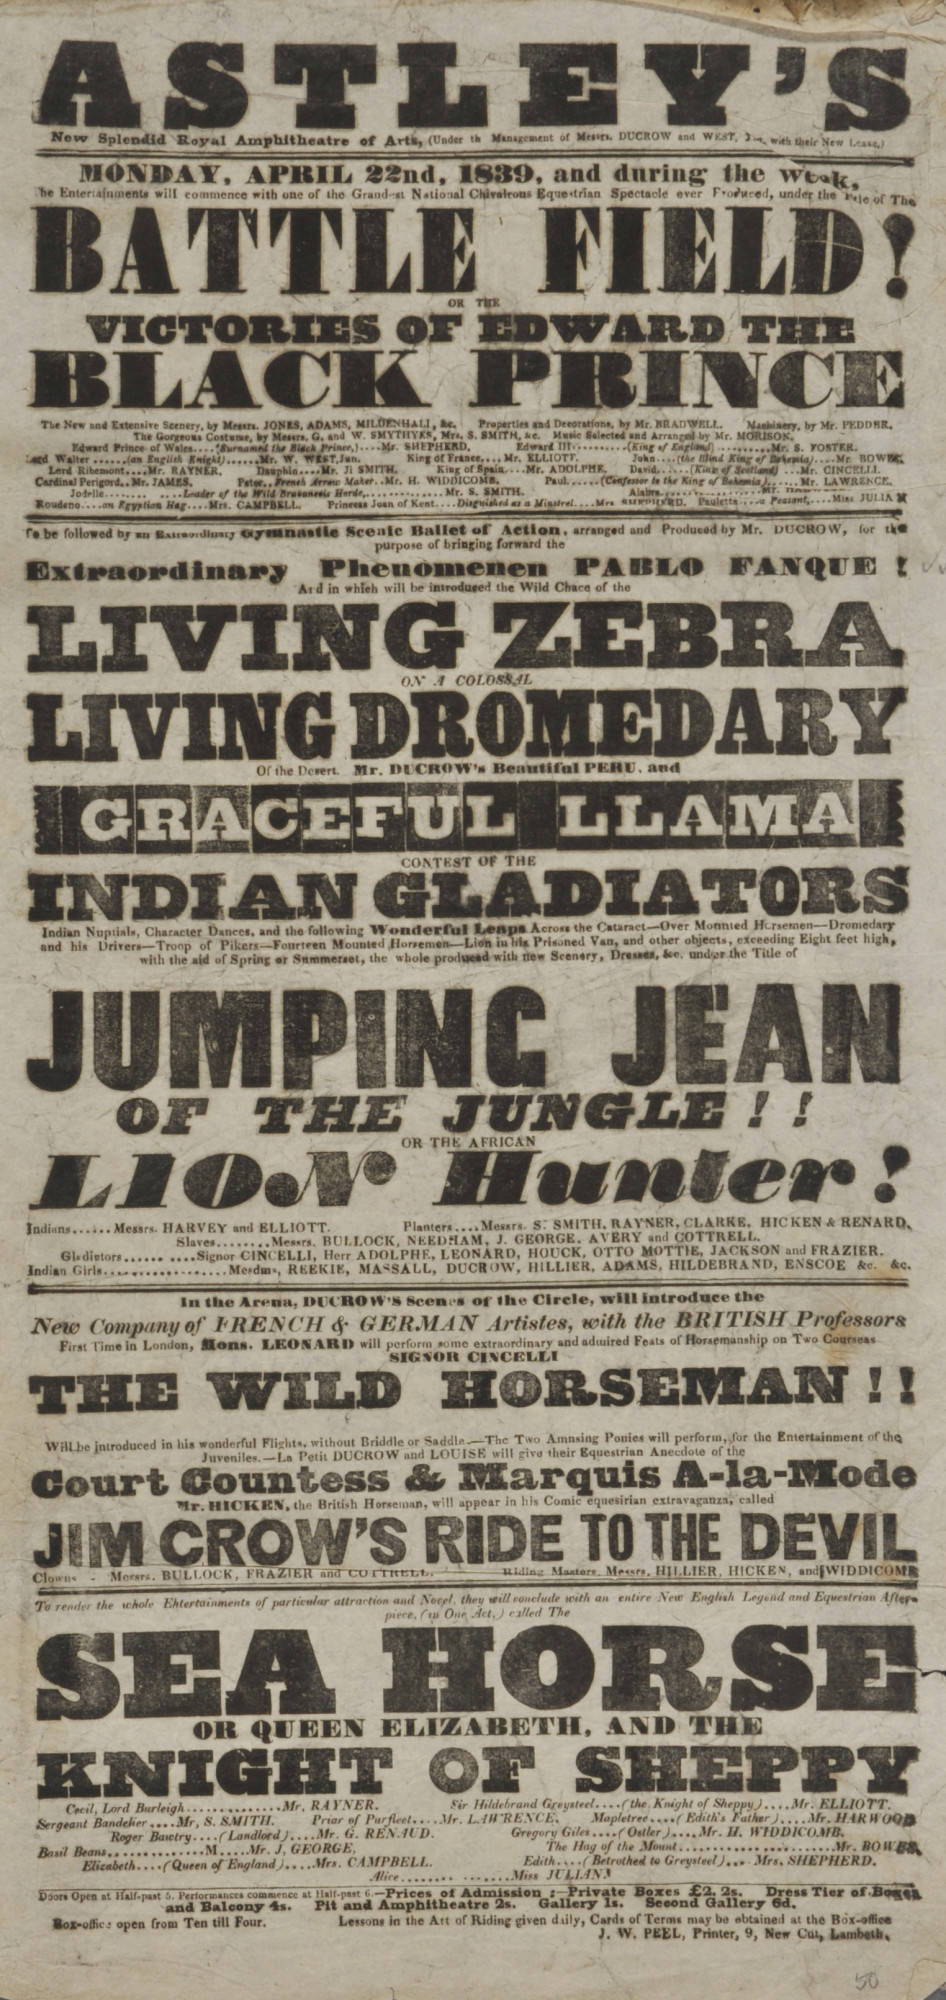 ASTLEY'S
New Splendid Royal Amphitheatre of Arts, (Under th Management of Messrs. DUCROW and WEST, with their New Lease,)
MONDAY, APRIL 22nd, 1839, and during the week,
he Entertainments will commence with one of the Grandest National Chivalrous Equestrian Spectacle ever Produced, under the of The
BATTLE FIELD!
OR THE
VICTORIES OF EDWARD THE
BLACK PRINCE
The New and Extensive Scenery, by Messrs. JONES, ADAMS, MILDENHALL, &c. Properties and Decorations, by Mr. BRADWELL. Machinery, by Mr. FEDDER,
The Gorgeous Costume, by Messrs. G. and W. SMYTHYES, Mrs. S. SMITH, &c. Music Selected and Arranged by Mr. MORISON.
Edward Prince of Wales....(Surnamed the Black Prince,)....Mr. SHEPHERD, Edward III.......(King of England)..........Mr. S. FOSTER.
Lord Walter ......(an English Knight)......Mr. W. WEST, Jun. King of France....Mr. ELLIOTT. John....(the Blind King of Bohemia)....Mr. BOWES,
Lord Ribemont....Mr. RAYNER. Dauphin....Mr. Ji SMITH. King of Spain....Mr. ADOLPHE, David......(King of Scotland) ...Mr. CINCELLI.
Cardinal Perigord..Mr. JAMES, Peter...French Arrow Maker..Mr. H. WIDDICOMB, Paul......(Confessor to the King of Bohemia)....Mr. LAWRENCE.
Jodelle..........Leader of the Wild Horde,...............Mr. S. SMITH. Mr.
Roudeno....an Egyptian Hag....Mrs. CAMPBELL. Princess Joan of Kent....Disguished as a Minstrel....Mrs Pauletta.....a Peasant,......Miss JULIA
To be followed by an Extraordinary Gymnastic Scenic Ballet of Action, arranged and Produced by Mr. DUCROW, for the
purpose of bringing forward the
Extraordinary Phenomenen PABLO FANQUE !
And in which will be introduced the Wild Chace of the
LIVING ZEBRA
ON A COLOSSAL
LIVING DROMEDARY
Of the Desert. Mr. DUCROW's Beautiful PERU, and
GRACEFUL LLAMA
CONTEST OF THE
INDIAN GLADIATORS
Indian Nuptials, Character Dances, and the following Wonderful Leaps Across the Cataract—Over Mounted Horsemen—Dromedary
and his Drivers—Troop of Pikers—Fourteen Mounted Horsemen—Lion in his Prisoned Van, and other objects, exceeding Eight feet high,
with the aid of Spring or Summerset, the whole produced with new Scenery, Dresses, &c. under the Title of
JUMPING JEAN
OF THE JUNGLE!!
OR THE AFRICAN
LION Hunter!
Indians......Messrs. HARVEY and ELLIOTT. Planters....Messrs. S. SMITH, RAYNER, CLARKE, HICKEN & RENARD,
Slaves........Messrs. BULLOCK, NEEDHAM, J. GEORGE, AVERY and COTTRELL.
Gladietors...........Signor CINCELLI, Herr ADOLPHE, LEONARD, HOUCK, OTTO MOTTIE, JACKSON and FRAZIER.
Indian Girls..................Mesdms, REEKIE, MASSALL, DUCROW, HILLIER, ADAMS, HILDEBRAND, ENSCOE &c. &c.
In the Arena, DUCROW'S Scenes of the Circle, will introduce the
New Company of FRENCH & GERMAN Artistes, with the BRITISH Professors
First Time in London, Mons. LEONARD will perform some extraordinary and admired Feats of Horsemanship on Two Courseas
SIGNOR CINCELLI
THE WILD HORSEMAN!!
Will be introduced in his wonderful Flights, without Briddle or Saddle.—The Two Amnsing Ponies will perform, for the Entertainment of the
Juveniles.—La Petit DUCROW and LOUISE will give their Equestrian Anecdote of the
Court Countess & Marquis A-la-Mode
Mr. HICKEN, the British Horseman, will appear in his Comic equesirian extravaganza, called
JIM CROW'S RIDE TO THE DEVIL
Clowns - Messrs. BULLOCK, FRAZIER and COTTRELL. Riding Masters, Messrs, HILLIER, HICKEN, and WIDDICOMB
To render the whole Ehtertainments of particular attraction and Novel, they will conclude with an entire New English Legend and Equestrian After-
piece, (in One Act,) called The
SEA HORSE
OR QUEEN ELIZABETH, AND THE
KNIGHT OF SHEPPY
Cecil, Lord Burleigh.............Mr. RAYNER. Sir Hildebrand Greysteel....(the Knight of Sheppy)....Mr. ELLIOTT.
Sergeant Bandelier....Mr, S. SMITH. Priar of Purfleet....Mr. LAWRENCE, Mapletree....(Edith's Father)....Mr. HARWOOD
Roger Bawtry....(Landlord)....Mr. G. RENAUD. Gregory Giles....(Ostler)....Mr. H. WIDDICOMB,
Basil Beans..............M....Mr. J, GEORGE, The Hag of the Mount......................Mr. BOWES,
Elizabeth....(Queen of England)....Mrs. CAMPBELL. Edith....(Betrothed to Greysteel)....Mrs. SHEPHERD.
Alice..............Miss JULIANA
Doors Open at Half-past 5. Performances commence at Half-past 6.—Prices of Admission ;—Private Boxes £2. 2s. Dress Tier of Boxes
and Balcony 4s. Pit and Amphitheatre 2s. Gallery 1s. Second Gallery 6d.
Box-office open from Ten till Four. Lessons in the Art of Riding given daily, Cards of Terms may be obtained at the Box-office
J. W. PEEL, Printer, 9, New Cut, Lambeth,
50